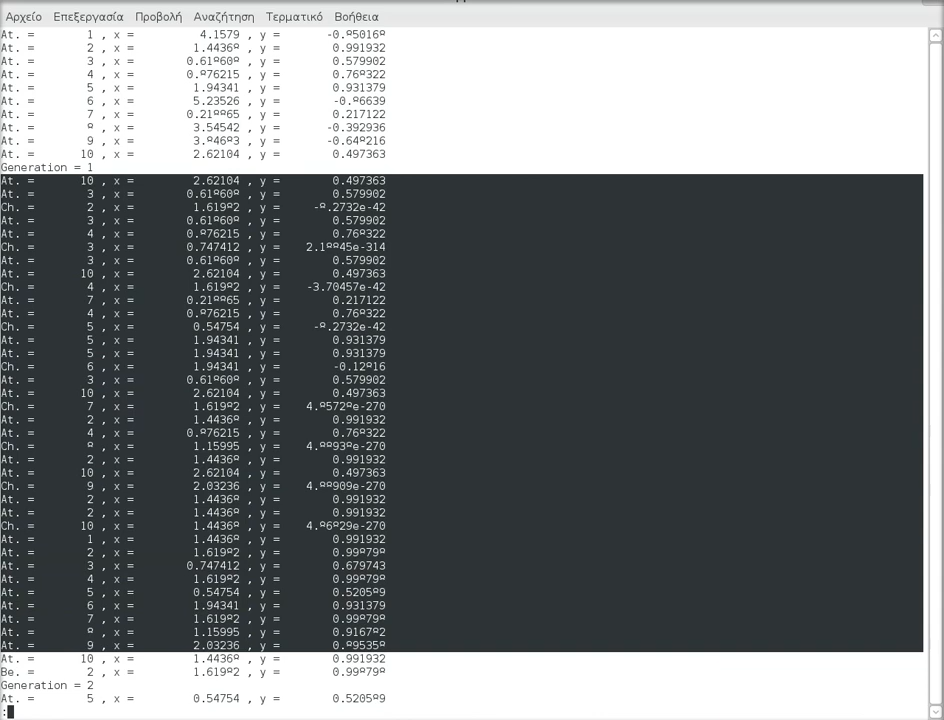 Αρχείο Επεξεργασία Προβολή Αναζήτηση Τερματικό Βοήθεια
At. = 1 , x = 4.1579 , y = -0.º5016º
At. = 2 , x = 1.4436º , y = 0.991932
At. = 3 , x = 0.61º60º , y = 0.579902
At. = 4 , x = 0.º76215 , y = 0.76º322
At. = 5 , x = 1.94341 , y = 0.931379
At. = 6 , x = 5.23526 , y = -0.º6639
At. = 7 , x = 0.21ºº65 , y = 0.217122
At. = º , x = 3.54542 , y = -0.392936
At. = 9 , x = 3.º46º3 , y = -0.64º216
At. = 10 , x = 2.62104 , y = 0.497363
Generation = 1
At. = 10 , x = 2.62104 , y = 0.497363
At. = 3 , x = 0.61º60º , y = 0.579902
Ch. = 2 , x = 1.619º2 , y = -º.2732e-42
At. = 3 , x = 0.61º60º , y = 0.579902
At. = 4 , x = 0.º76215 , y = 0.76º322
Ch. = 3 , x = 0.747412 , y = 2.1ºº45e-314
At. = 3 , x = 0.61º60º , y = 0.579902
At. = 10 , x = 2.62104 , y = 0.497363
Ch. = 4 , x = 1.619º2 , y = -3.70457e-42
At. = 7 , x = 0.21ºº65 , y = 0.217122
At. = 4 , x = 0.º76215 , y = 0.76º322
Ch. = 5 , x = 0.54754 , y = -º.2732e-42
At. = 5 , x = 1.94341 , y = 0.931379
At. = 5 , x = 1.94341 , y = 0.931379
Ch. = 6 , x = 1.94341 , y = -0.12º16
At. = 3 , x = 0.61º60º , y = 0.579902
At. = 10 , x = 2.62104 , y = 0.497363
Ch. = 7 , x = 1.619º2 , y = 4.º572ºe-270
At. = 2 , x = 1.4436º , y = 0.991932
At. = 4 , x = 0.º76215 , y = 0.76º322
Ch. = º , x = 1.15995 , y = 4.ºº93ºe-270
At. = 2 , x = 1.4436º , y = 0.991932
At. = 10 , x = 2.62104 , y = 0.497363
Ch. = 9 , x = 2.03236 , y = 4.ºº909e-270
At. = 2 , x = 1.4436º , y = 0.991932
At. = 2 , x = 1.4436º , y = 0.991932
Ch. = 10 , x = 1.4436º , y = 4.º6º29e-270
At. = 1 , x = 1.4436º , y = 0.991932
At. = 2 , x = 1.619º2 , y = 0.99º79º
At. = 3 , x = 0.747412 , y = 0.679743
At. = 4 , x = 1.619º2 , y = 0.99º79º
At. = 5 , x = 0.54754 , y = 0.5205º9
At. = 6 , x = 1.94341 , y = 0.931379
At. = 7 , x = 1.619º2 , y = 0.99º79º
At. = º , x = 1.15995 , y = 0.9167º2
At. = 9 , x = 2.03236 , y = 0.º9535º
At. = 10 , x = 1.4436º , y = 0.991932
Be. = 2 , x = 1.619º2 , y = 0.99º79º
Generation = 2
At. = 5 , x = 0.54754 , y = 0.5205º9
: